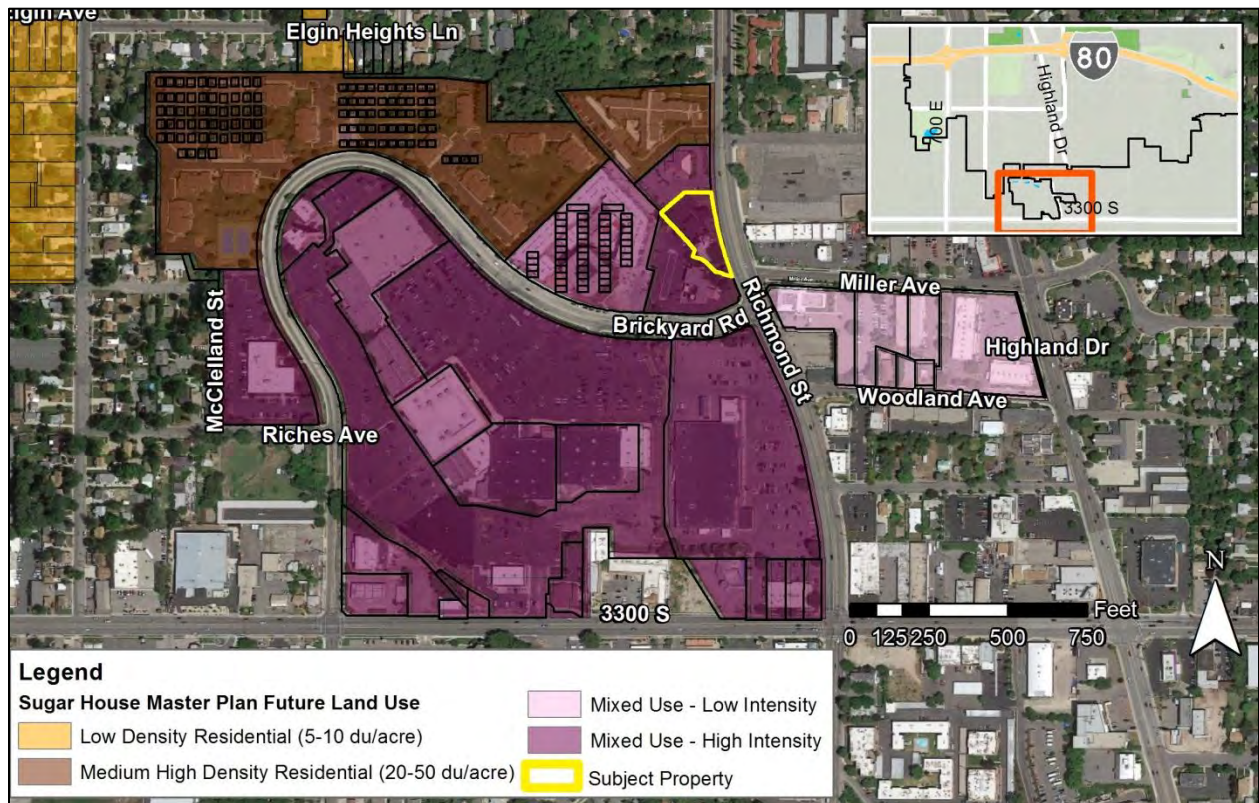 Elgin Ave
Elgin Heights Ln
80
Highland Dr
700 E
3300 S
McClelland St
Riches Ave
Brickyard Rd
Richmond St
Miller Ave
Highland Dr
Woodland Ave
3300 S
N
Feet
0 125 250 500 750
Legend
Sugar House Master Plan Future Land Use
Low Density Residential (5-10 du/acre)
Medium High Density Residential (20-50 du/acre)
Mixed Use - Low Intensity
Mixed Use - High Intensity
Subject Property